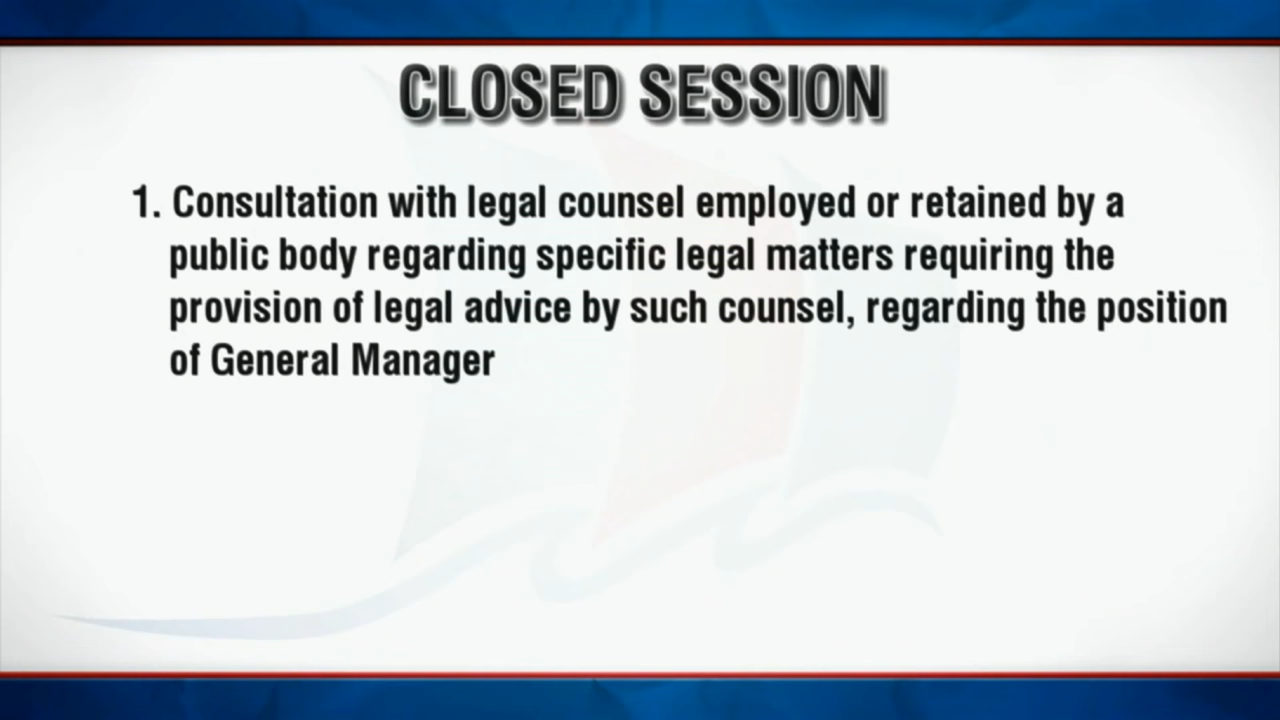 CLOSED SESSION
1. Consultation with legal counsel employed or retained by a
public body regarding specific legal matters requiring the
provision of legal advice by such counsel, regarding the position
of General Manager